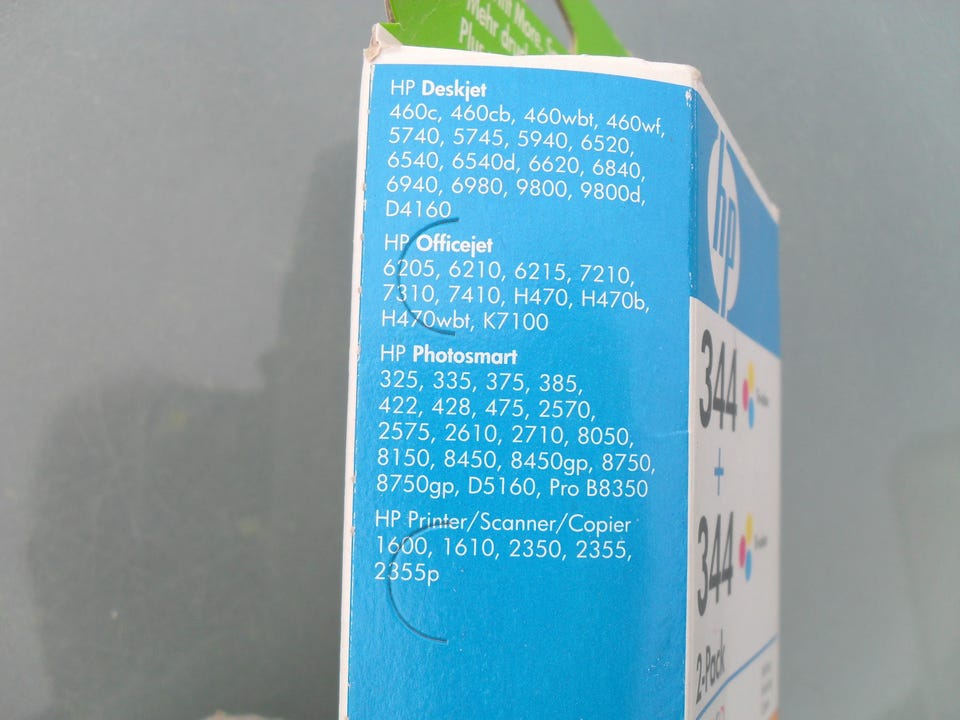 Mehr
Plus
HP Deskjet
460c, 460cb, 460wbt, 460wf,
5740, 5745, 5940, 6520,
6540, 6540d, 6620, 6840,
6940, 6980, 9800, 9800d,
D4160
HP Officejet
6205, 6210, 6215, 7210,
7310, 7410, H470, H470b,
H470wbt, K7100
HP Photosmart
325, 335, 375, 385,
422, 428, 475, 2570,
2575, 2610, 2710, 8050,
8150, 8450, 8450gp, 8750,
8750gp, D5160, Pro B8350
HP Printer/Scanner/Copier
1600, 1610, 2350, 2355,
2355p
hp
344
+
344
2-Pack